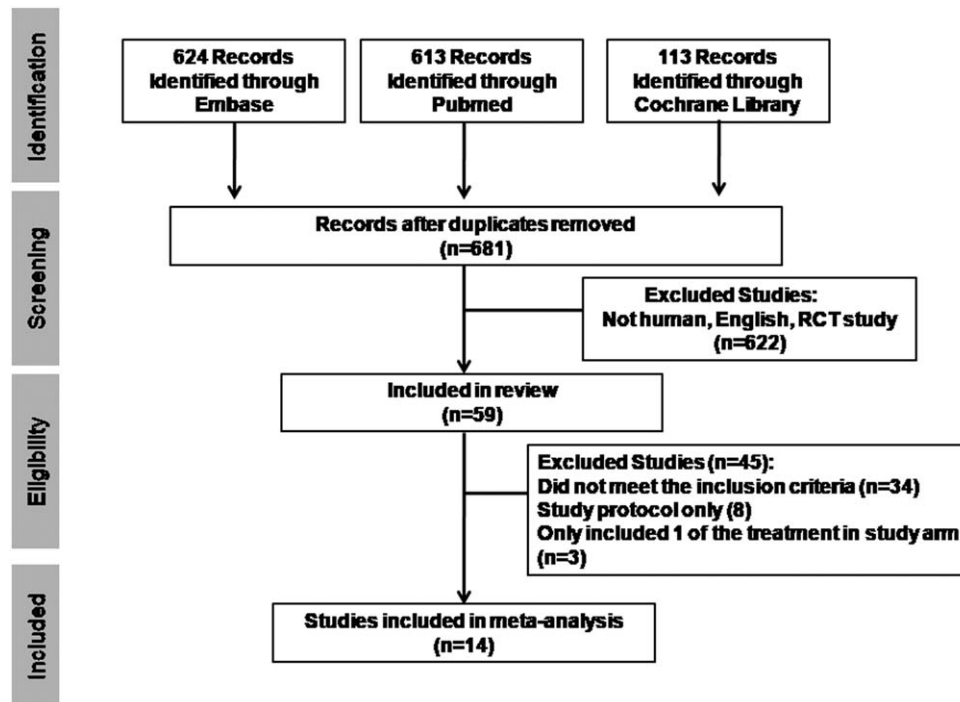 Identification
624 Records
Identified through
Embase
613 Records
Identified through
Pubmed
113 Records
Identified through
Cochrane Library
Screening
Records after duplicates removed
(n=681)
Excluded Studies:
Not human, English, RCT study
(n=622)
Eligibility
Included in review
(n=59)
Excluded Studies (n=45):
Did not meet the inclusion criteria (n=34)
Study protocol only (8)
Only included 1 of the treatment in study arm
(n=3)
Included
Studies included in meta-analysis
(n=14)